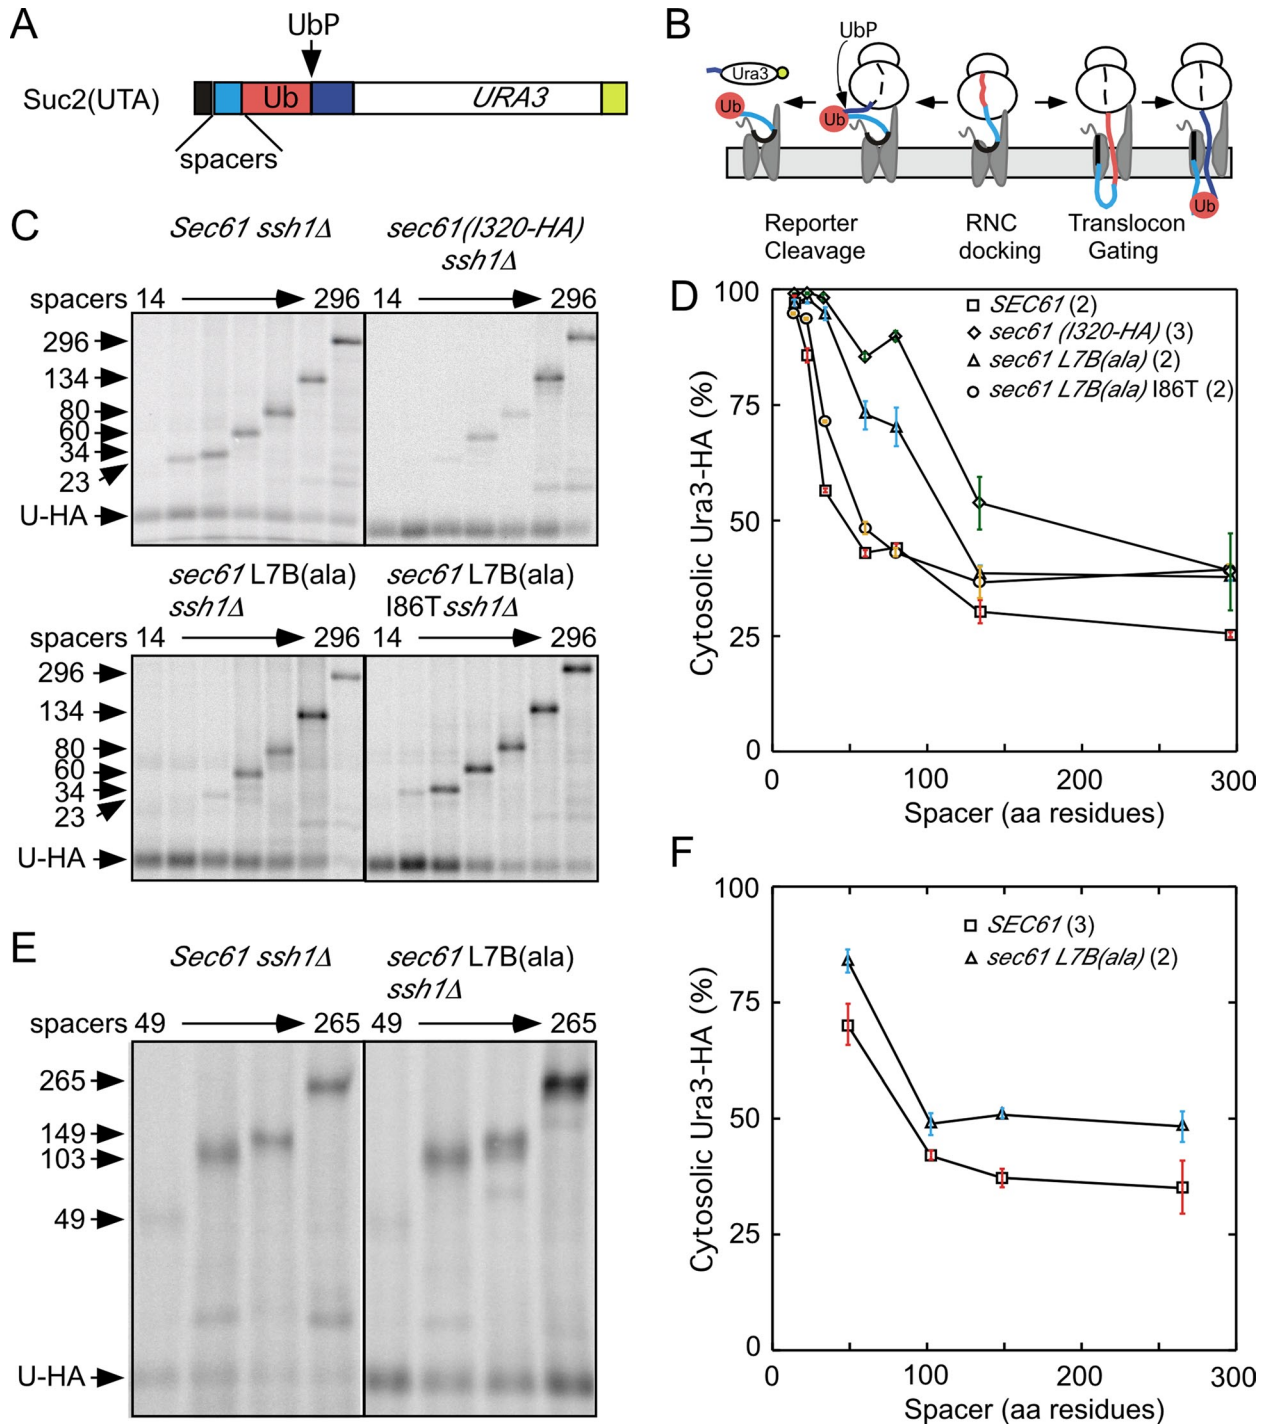 A
UbP
Suc2(UTA)
Ub
URA3
spacers
B
UbP
Ura3
Ub
Ub
Ub
Reporter
Cleavage
RNC
docking
Translocon
Gating
C
Sec61 ssh1Δ
sec61(I320-HA)
ssh1Δ
spacers 14 296 14 296
296
134
80
60
34
23
U-HA
sec61 L7B(ala)
ssh1Δ
sec61 L7B(ala)
I86T ssh1Δ
spacers 14 296 14 296
296
134
80
60
34
23
U-HA
D
100
75
50
25
0
Cytosolic Ura3-HA (%)
SEC61 (2)
sec61 (I320-HA) (3)
sec61 L7B(ala) (2)
sec61 L7B(ala) I86T (2)
0 100 200 300
Spacer (aa residues)
E
Sec61 ssh1Δ
sec61 L7B(ala)
ssh1Δ
spacers 49 265 49 265
265
149
103
49
U-HA
F
100
75
50
25
0
Cytosolic Ura3-HA (%)
SEC61 (3)
sec61 L7B(ala) (2)
0 100 200 300
Spacer (aa residues)